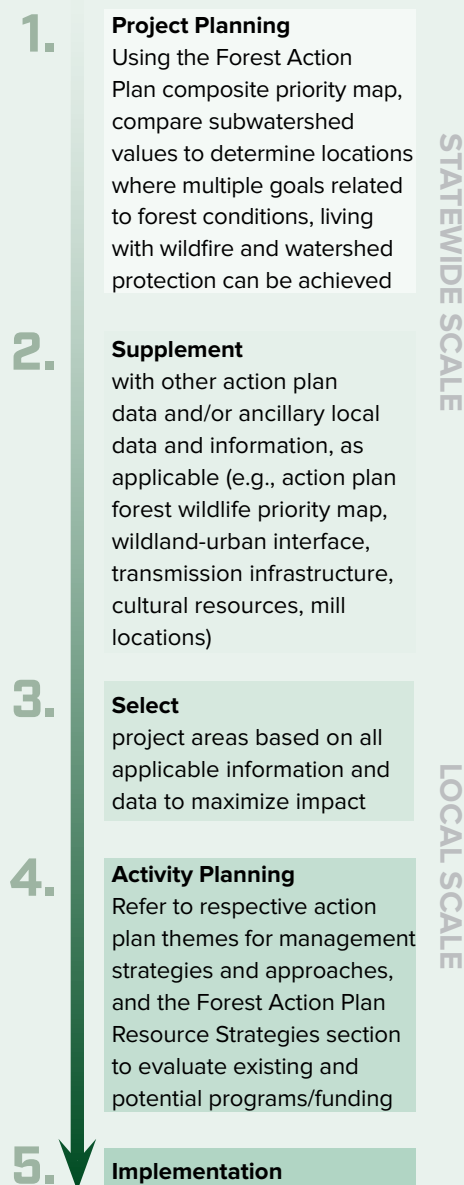 1.
Project Planning
Using the Forest Action
Plan composite priority map,
compare subwatershed
values to determine locations
where multiple goals related
to forest conditions, living
with wildfire and watershed
protection can be achieved
STATEWIDE SCALE
2.
Supplement
with other action plan
data and/or ancillary local
data and information, as
applicable (e.g., action plan
forest wildlife priority map,
wildland-urban interface,
transmission infrastructure,
cultural resources, mill
locations)
3.
Select
project areas based on all
applicable information and
data to maximize impact
LOCAL SCALE
4.
Activity Planning
Refer to respective action
plan themes for management
strategies and approaches,
and the Forest Action Plan
Resource Strategies section
to evaluate existing and
potential programs/funding
5.
Implementation